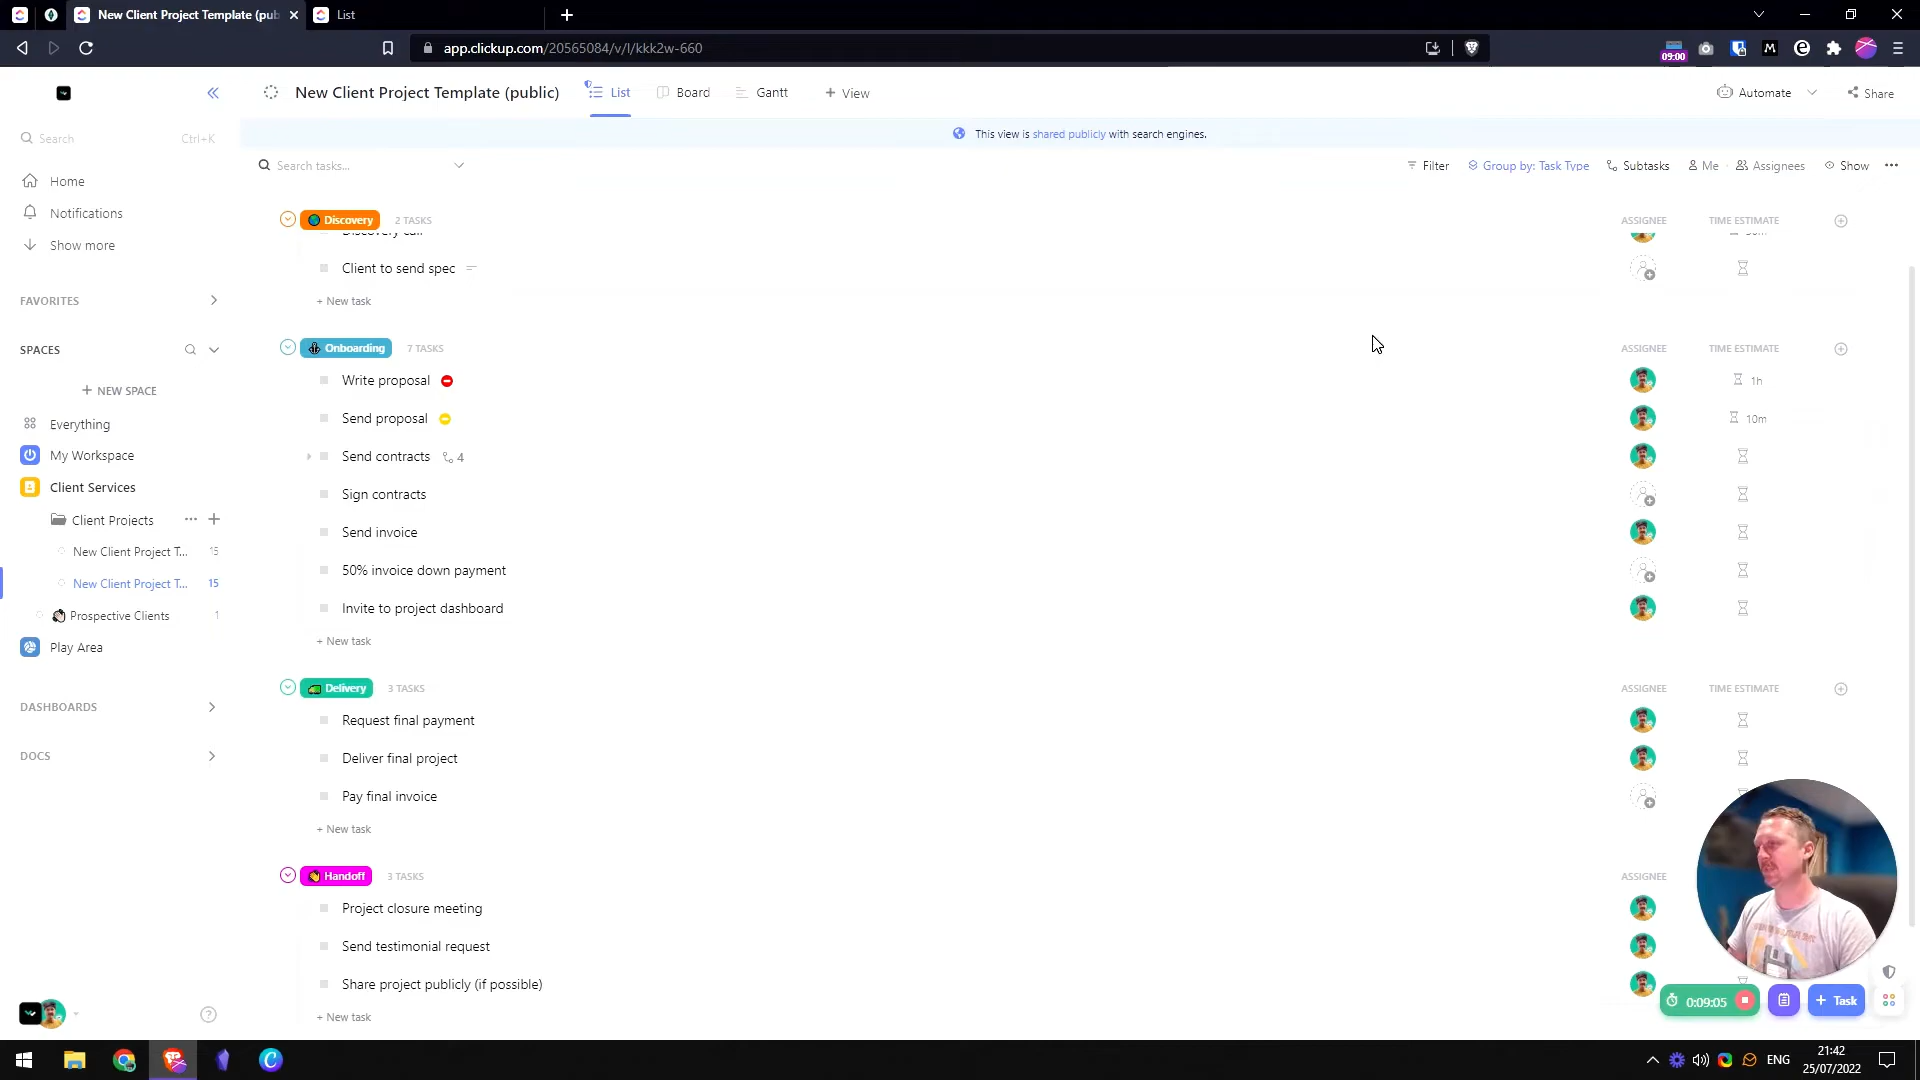 New Client Project Template (pub
List
app.clickup.com/20565084/v/l/kkk2w-660
09:00
New Client Project Template (public)
List
Board
Gantt
+ View
Automate
Share
This view is shared publicly with search engines.
Search
Ctrl+K
Search tasks...
Filter
Group by: Task Type
Subtasks
Me
Assignees
Show
Home
Notifications
Show more
FAVORITES
SPACES
+ NEW SPACE
Everything
My Workspace
Client Services
Client Projects
New Client Project T...
15
New Client Project T...
15
Prospective Clients
1
Play Area
DASHBOARDS
DOCS
Discovery
2 TASKS
ASSIGNEE
TIME ESTIMATE
Discovery call
Client to send spec
+ New task
Onboarding
7 TASKS
ASSIGNEE
TIME ESTIMATE
Write proposal
1h
Send proposal
10m
Send contracts
4
Sign contracts
Send invoice
50% invoice down payment
Invite to project dashboard
+ New task
Delivery
3 TASKS
ASSIGNEE
TIME ESTIMATE
Request final payment
Deliver final project
Pay final invoice
+ New task
Handoff
3 TASKS
ASSIGNEE
Project closure meeting
Send testimonial request
Share project publicly (if possible)
+ New task
0:09:05
+ Task
ENG
21:42
25/07/2022